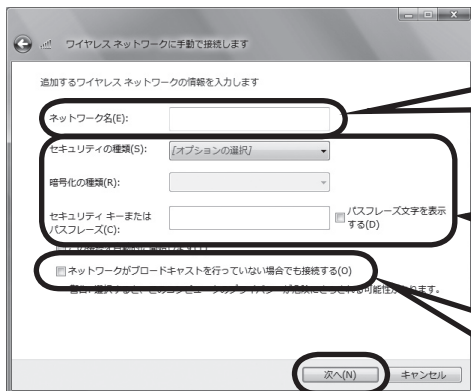 ワイヤレス ネットワークに手動で接続します
追加するワイヤレス ネットワークの情報を入力します
ネットワーク名(E):
セキュリティの種類(S):
[オプションの選択]
暗号化の種類(R):
セキュリティ キーまたは
パスフレーズ(C):
パスフレーズ文字を表示
する(D)
ネットワークがブロードキャストを行っていない場合でも接続する(O)
次へ(N)
キャンセル